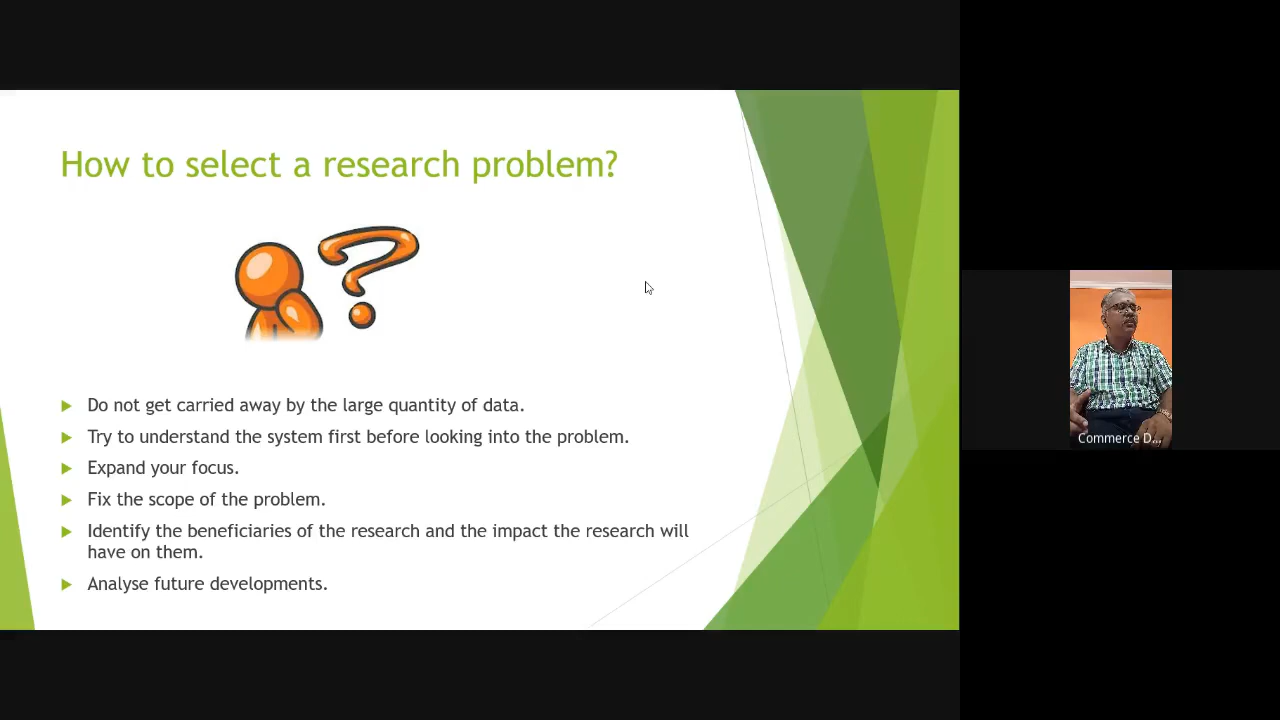 How to select a research problem?
Do not get carried away by the large quantity of data.
Try to understand the system first before looking into the problem.
Expand your focus.
Fix the scope of the problem.
Identify the beneficiaries of the research and the impact the research will
have on them.
Analyse future developments.
Commerce D...